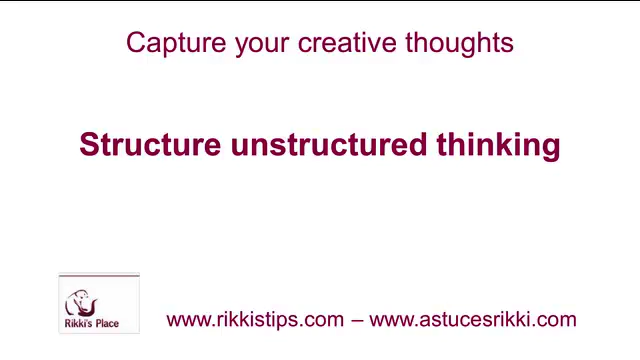 Capture your creative thoughts
Structure unstructured thinking
Rikki's Place
www.rikkistips.com – www.astucesrikki.com